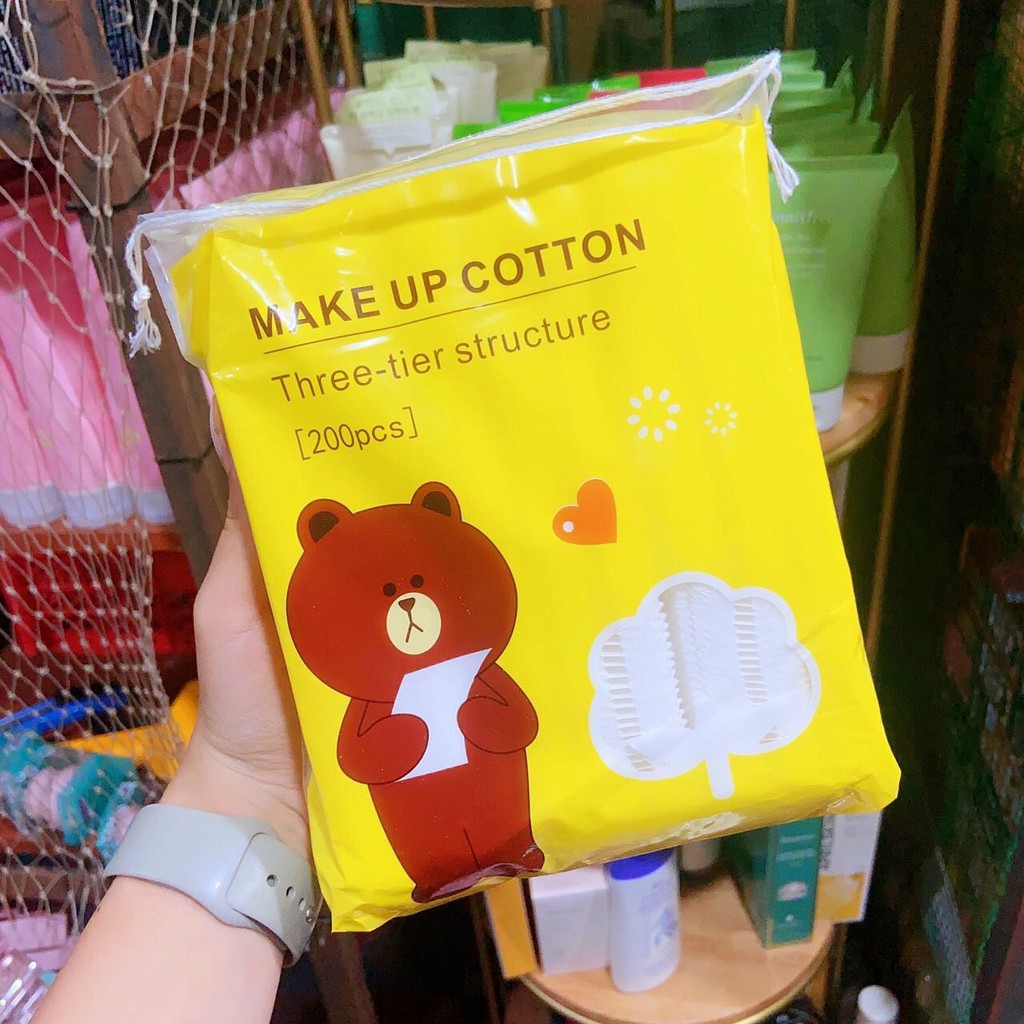 MAKE UP COTTON
Three-tier structure
[200pcs]